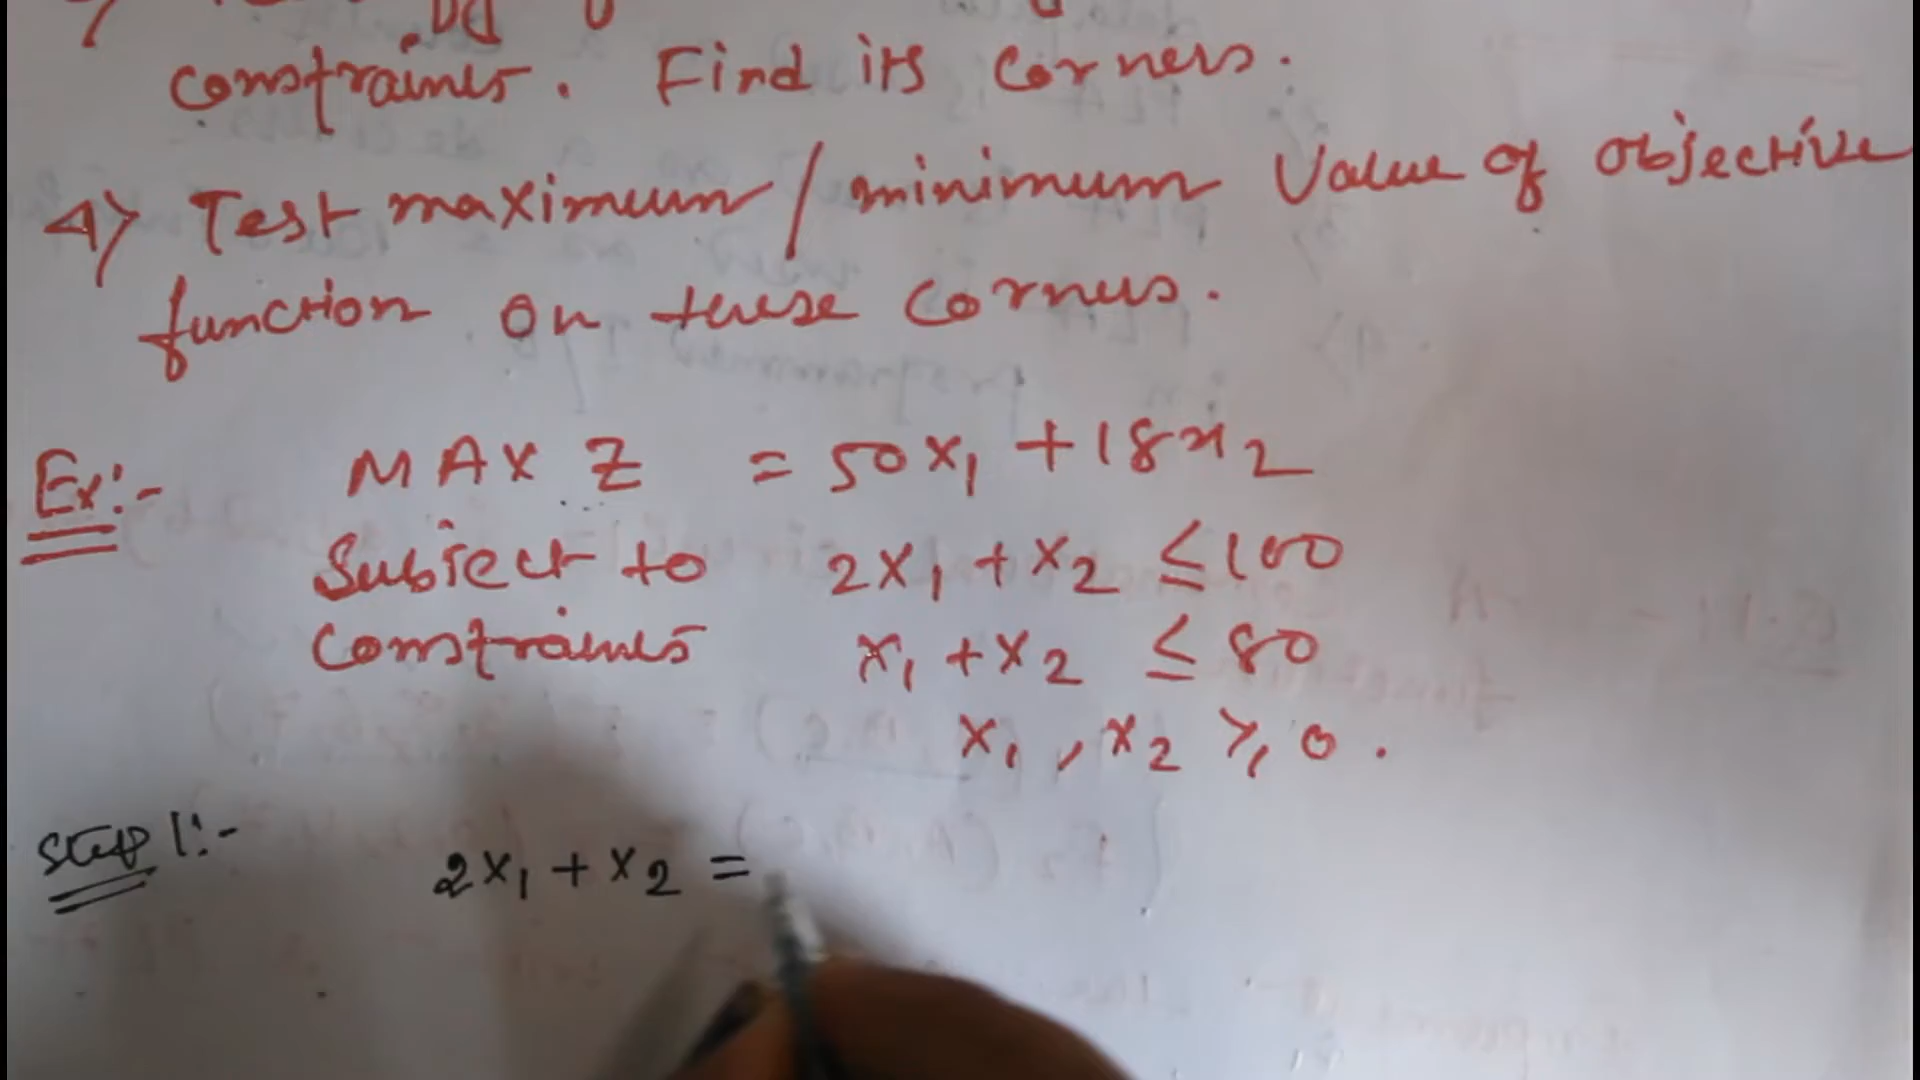 constraints. Find its corners.
4) Test maximum / minimum value of objective
function on these corners.
Ex:- MAX Z = 50x₁ + 18x₂
Subject to 2x₁ + x₂ ≤ 100
constraints x₁ + x₂ ≤ 80
x₁, x₂ ≥ 0.
Step 1:- 2x₁ + x₂ =